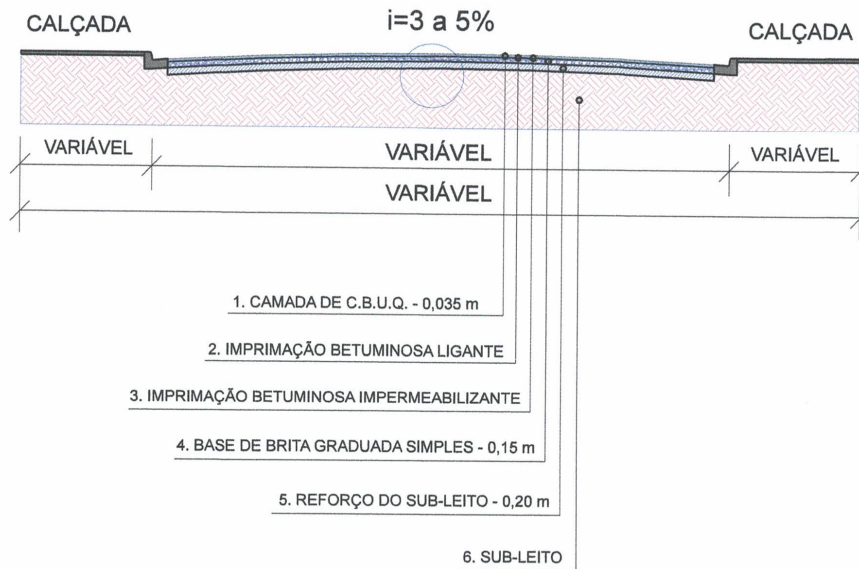 CALÇADA
i=3 a 5%
CALÇADA
VARIÁVEL
VARIÁVEL
VARIÁVEL
VARIÁVEL
1. CAMADA DE C.B.U.Q. - 0,035 m
2. IMPRIMAÇÃO BETUMINOSA LIGANTE
3. IMPRIMAÇÃO BETUMINOSA IMPERMEABILIZANTE
4. BASE DE BRITA GRADUADA SIMPLES - 0,15 m
5. REFORÇO DO SUB-LEITO - 0,20 m
6. SUB-LEITO